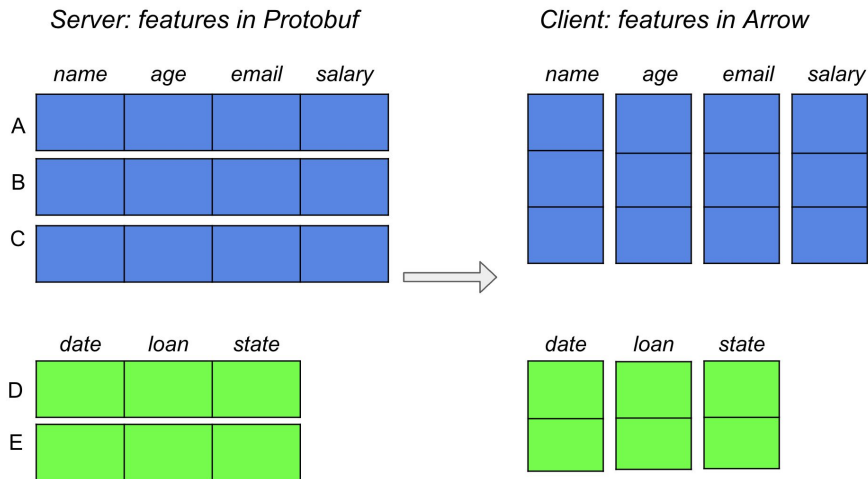 Server: features in Protobuf
Client: features in Arrow
name age email salary
name age email salary
A
B
C
date loan state
date loan state
D
E